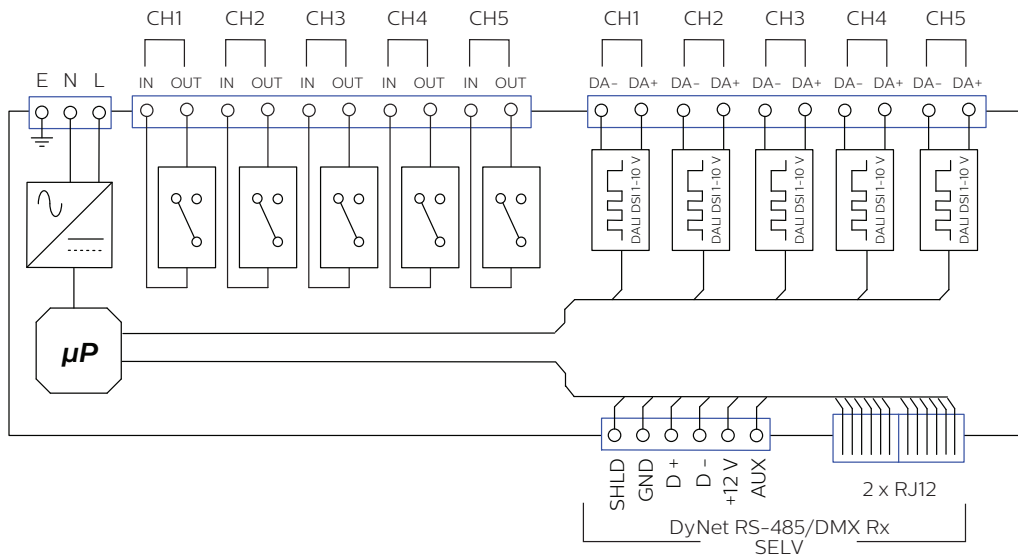 CH1 CH2 CH3 CH4 CH5 CH1 CH2 CH3 CH4 CH5
E N L IN OUT IN OUT IN OUT IN OUT IN OUT DA- DA+ DA- DA+ DA- DA+ DA- DA+ DA- DA+
DALI DSI 1-10 V
DALI DSI 1-10 V
DALI DSI 1-10 V
DALI DSI 1-10 V
DALI DSI 1-10 V
µP
SHLD
GND
D +
D -
+12 V
AUX
2 x RJ12
DyNet RS-485/DMX Rx
SELV